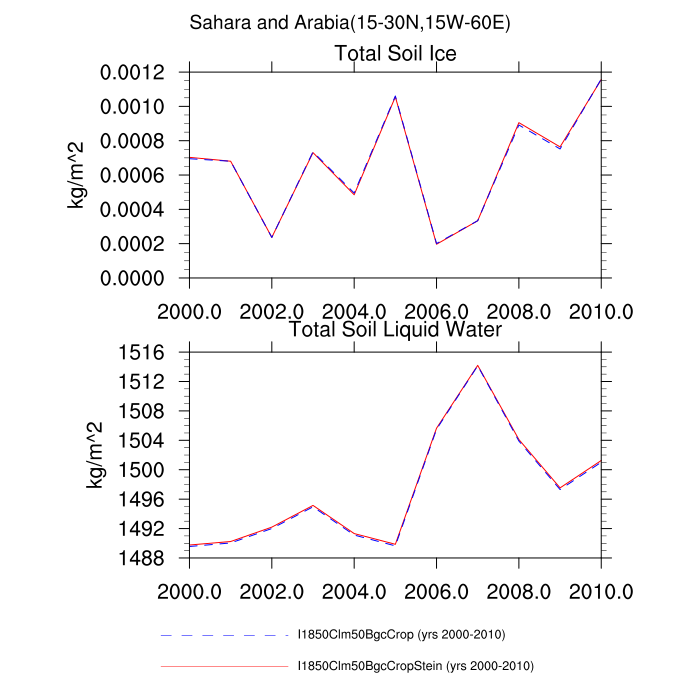 Sahara and Arabia(15-30N,15W-60E)
Total Soil Ice
0.0012
0.0010
0.0008
0.0006
0.0004
0.0002
0.0000
kg/m^2
2000.0 2002.0 2004.0 2006.0 2008.0 2010.0
Total Soil Liquid Water
1516
1512
1508
1504
1500
1496
1492
1488
kg/m^2
2000.0 2002.0 2004.0 2006.0 2008.0 2010.0
I1850Clm50BgcCrop (yrs 2000-2010)
I1850Clm50BgcCropStein (yrs 2000-2010)